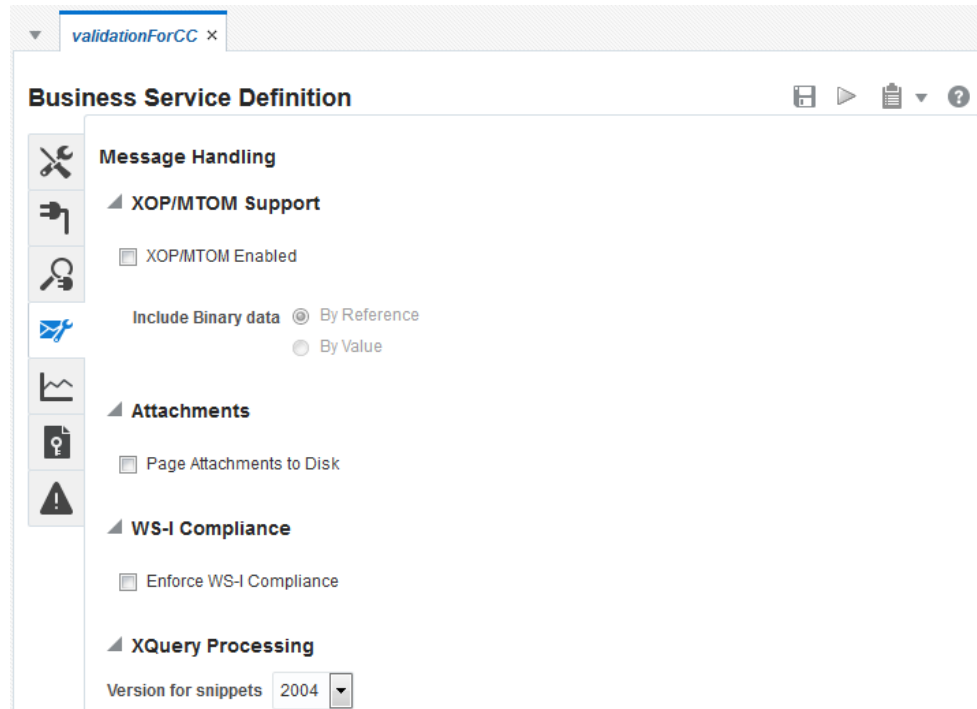 validationForCC ×
Business Service Definition
Message Handling
XOP/MTOM Support
XOP/MTOM Enabled
Include Binary data By Reference
By Value
Attachments
Page Attachments to Disk
WS-I Compliance
Enforce WS-I Compliance
XQuery Processing
Version for snippets 2004